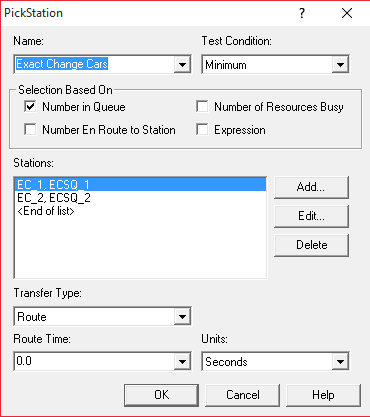 PickStation
Name:
Test Condition:
Exact Change Cars
Minimum
Selection Based On
Number in Queue
Number of Resources Busy
Number En Route to Station
Expression
Stations:
EC_1, ECSQ_1
EC_2, ECSQ_2
<End of list>
Add...
Edit...
Delete
Transfer Type:
Route
Route Time:
Units:
0.0
Seconds
OK
Cancel
Help